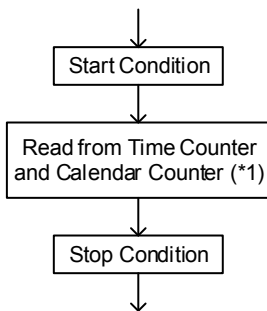 Start Condition
Read from Time Counter
and Calendar Counter (*1)
Stop Condition